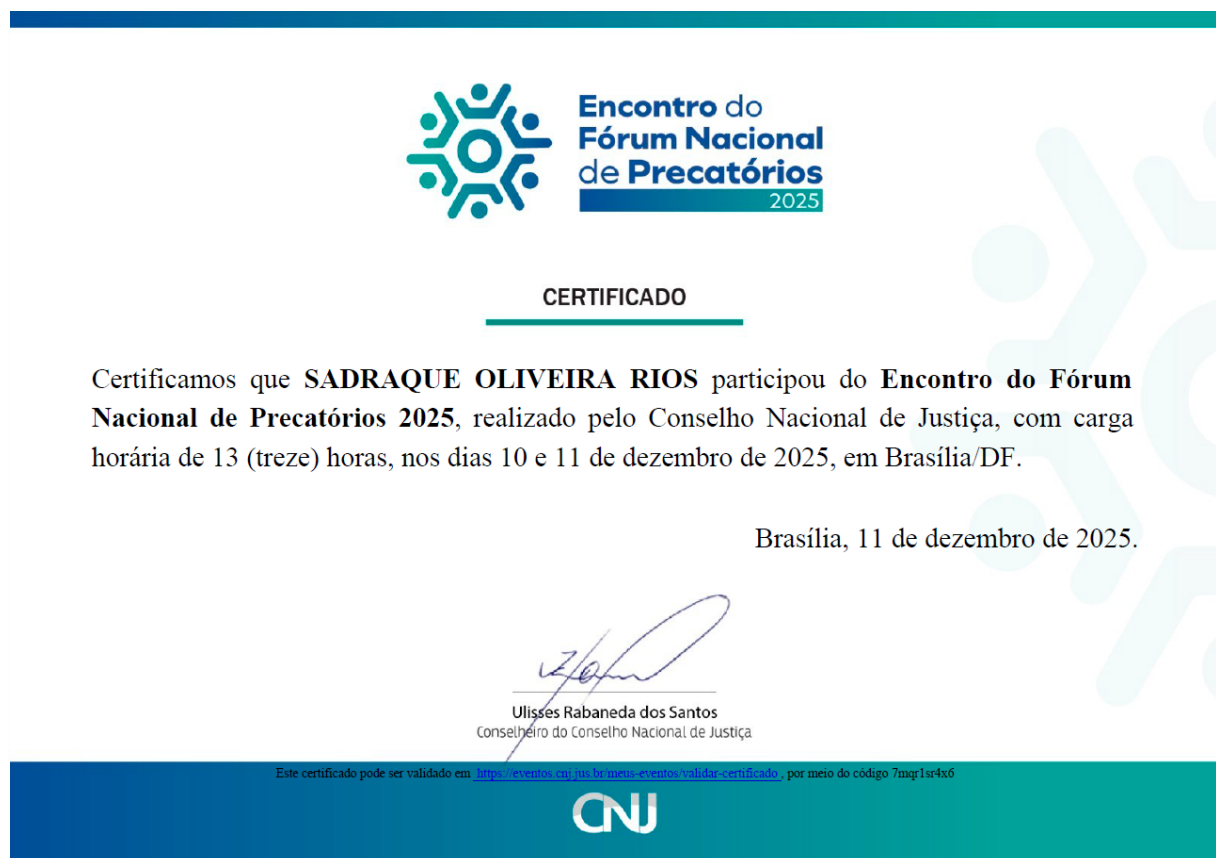 Encontro do
Fórum Nacional
de Precatórios
2025
CERTIFICADO
Certificamos que SADRAQUE OLIVEIRA RIOS participou do Encontro do Fórum
Nacional de Precatórios 2025, realizado pelo Conselho Nacional de Justiça, com carga
horária de 13 (treze) horas, nos dias 10 e 11 de dezembro de 2025, em Brasília/DF.
Brasília, 11 de dezembro de 2025.
Ulisses Rabaneda dos Santos
Conselheiro do Conselho Nacional de Justiça
Este certificado pode ser validado em https://eventos.cnj.jus.br/meus-eventos/validar-certificado , por meio do código 7mqr1sr4x6
CNJ